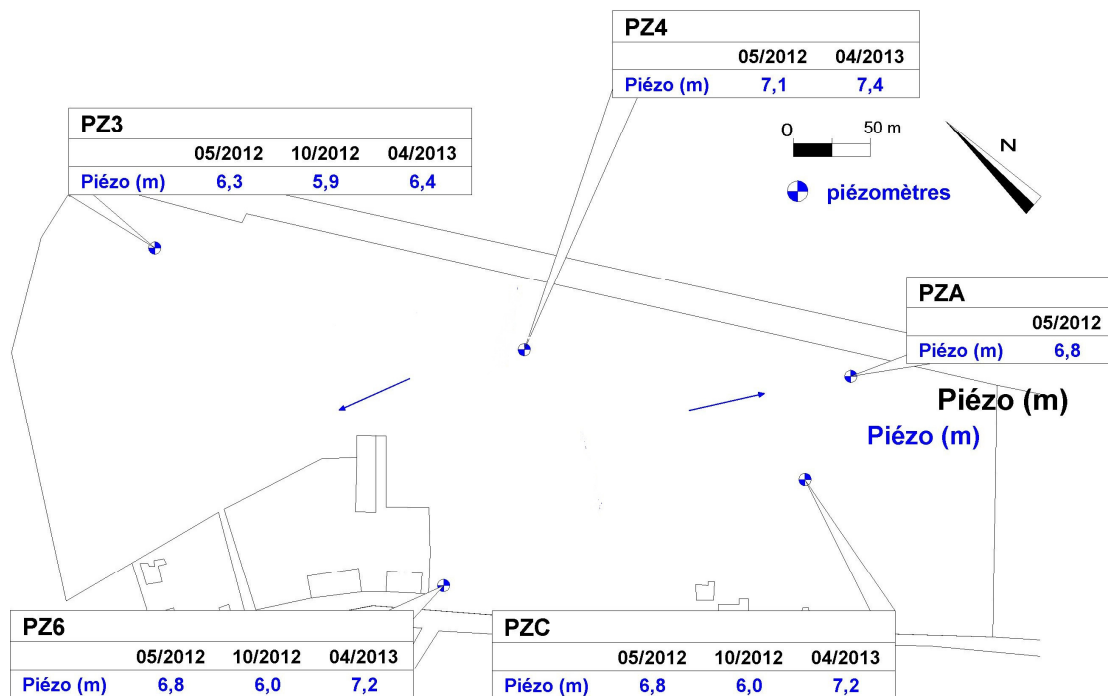 PZ4
05/2012 04/2013
Piézo (m) 7,1 7,4
PZ3
05/2012 10/2012 04/2013
Piézo (m) 6,3 5,9 6,4
0 50 m
N
piézomètres
PZA
05/2012
Piézo (m) 6,8
Piézo (m)
Piézo (m)
PZ6
05/2012 10/2012 04/2013
Piézo (m) 6,8 6,0 7,2
PZC
05/2012 10/2012 04/2013
Piézo (m) 6,8 6,0 7,2